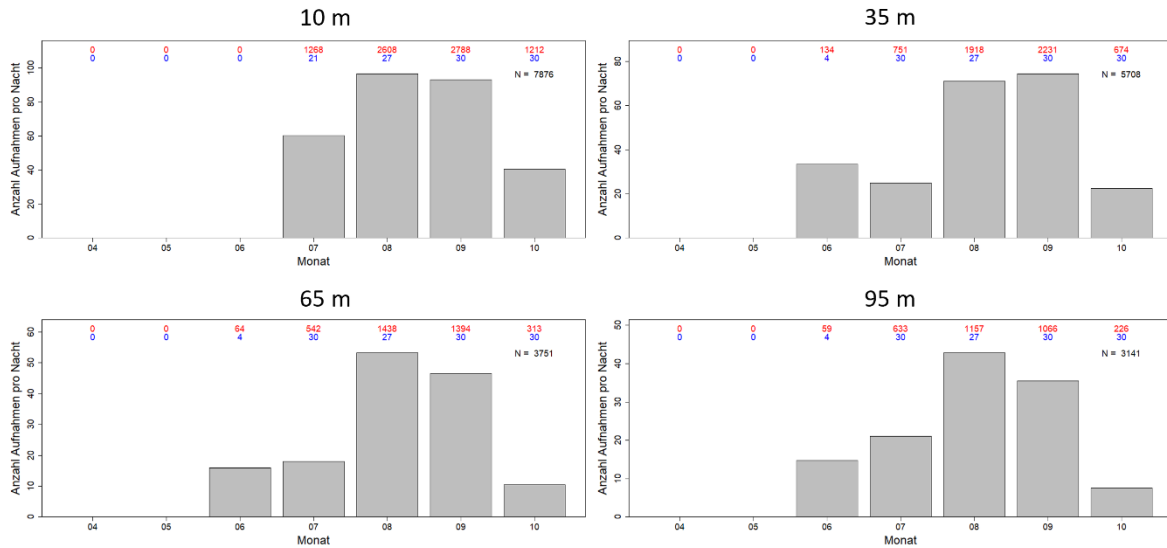 10 m
0 0 0 1268 2608 2788 1212
0 0 0 21 27 30 30
N = 7876
Anzahl Aufnahmen pro Nacht
100
80
60
40
20
0
04 05 06 07 08 09 10
Monat
35 m
0 0 134 751 1918 2231 674
0 0 4 30 27 30 30
N = 5708
Anzahl Aufnahmen pro Nacht
80
60
40
20
0
04 05 06 07 08 09 10
Monat
65 m
0 0 64 542 1438 1394 313
0 0 4 30 27 30 30
N = 3751
Anzahl Aufnahmen pro Nacht
60
50
40
30
20
10
0
04 05 06 07 08 09 10
Monat
95 m
0 0 59 633 1157 1066 226
0 0 4 30 27 30 30
N = 3141
Anzahl Aufnahmen pro Nacht
50
40
30
20
10
0
04 05 06 07 08 09 10
Monat